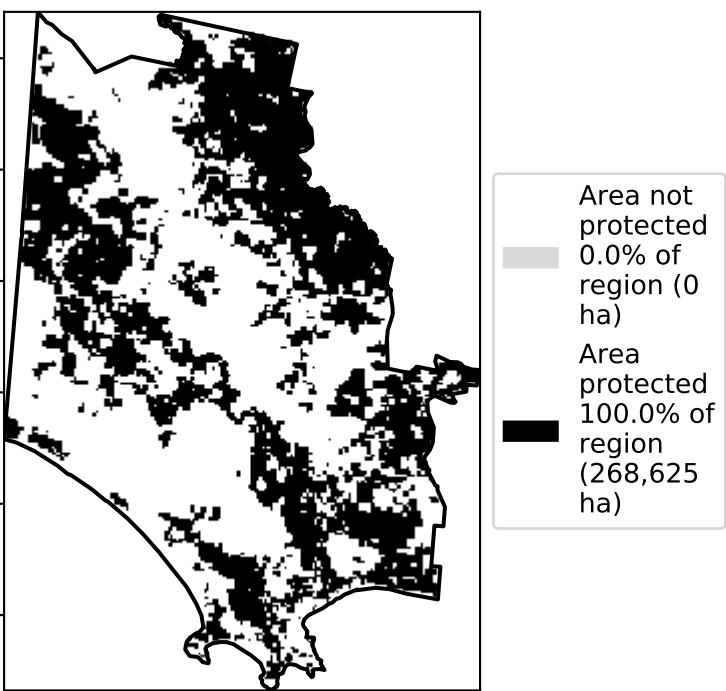 Area not
protected
0.0% of
region (0
ha)
Area
protected
100.0% of
region
(268,625
ha)